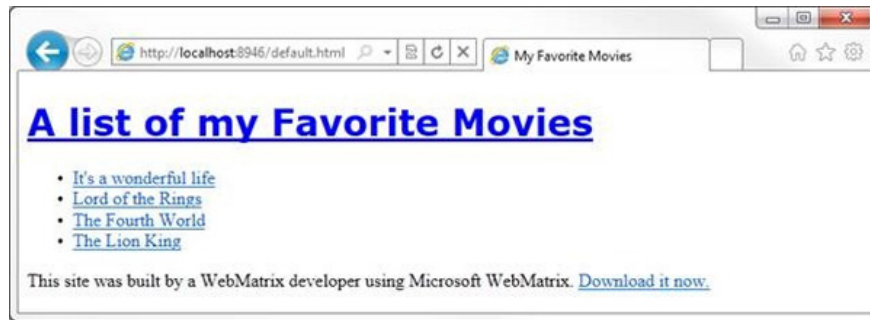 http://localhost:8946/default.html
My Favorite Movies
A list of my Favorite Movies
It's a wonderful life
Lord of the Rings
The Fourth World
The Lion King
This site was built by a WebMatrix developer using Microsoft WebMatrix. Download it now.